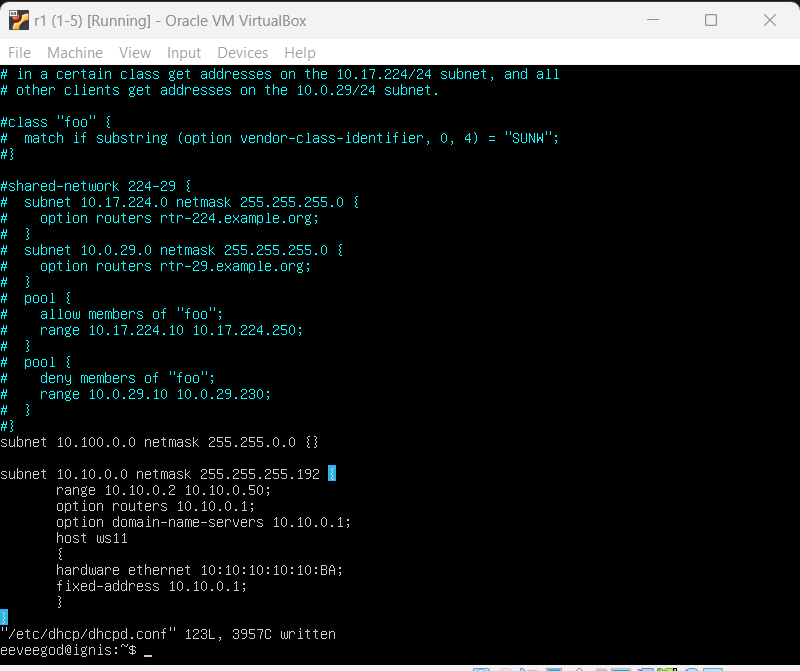 r1 (1-5) [Running] - Oracle VM VirtualBox
File Machine View Input Devices Help
# in a certain class get addresses on the 10.17.224/24 subnet, and all
# other clients get addresses on the 10.0.29/24 subnet.
#class "foo" {
#  match if substring (option vendor-class-identifier, 0, 4) = "SUNW";
#}
#shared-network 224-29 {
#  subnet 10.17.224.0 netmask 255.255.255.0 {
#    option routers rtr-224.example.org;
#  }
#  subnet 10.0.29.0 netmask 255.255.255.0 {
#    option routers rtr-29.example.org;
#  }
#  pool {
#    allow members of "foo";
#    range 10.17.224.10 10.17.224.250;
#  }
#  pool {
#    deny members of "foo";
#    range 10.0.29.10 10.0.29.230;
#  }
#}
subnet 10.100.0.0 netmask 255.255.0.0 {}
subnet 10.10.0.0 netmask 255.255.255.192 {
       range 10.10.0.2 10.10.0.50;
       option routers 10.10.0.1;
       option domain-name-servers 10.10.0.1;
       host ws11
       {
       hardware ethernet 10:10:10:10:10:BA;
       fixed-address 10.10.0.1;
       }
}
"/etc/dhcp/dhcpd.conf" 123L, 3957C written
eeveegod@ignis:~$ _